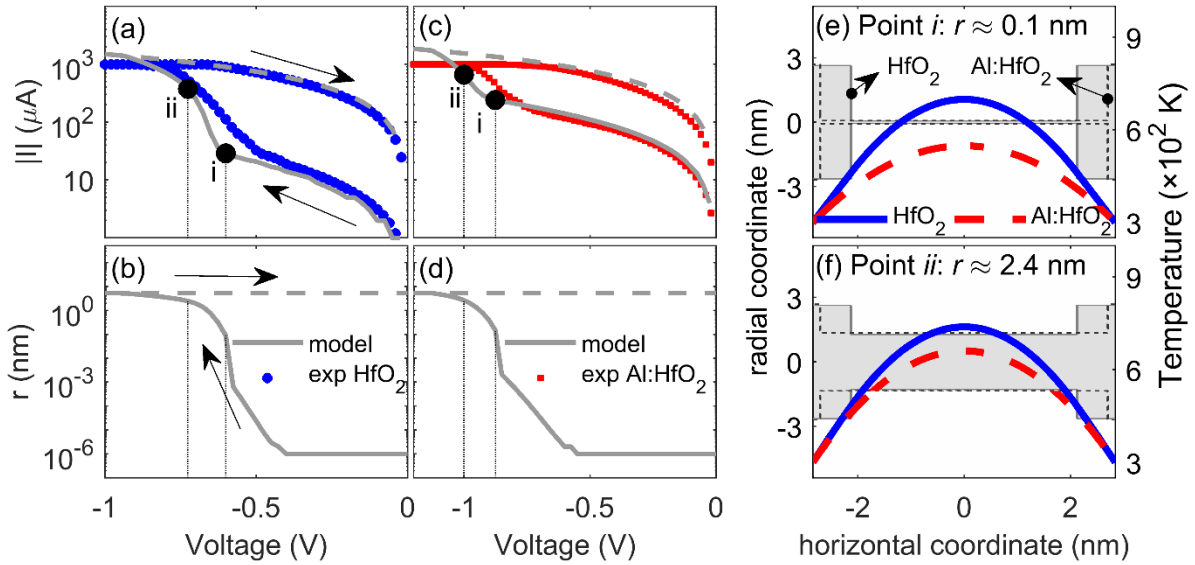 (a)
|I| (μA)
10³
10²
10
ii
i
(c)
ii
i
(b)
r (nm)
10⁰
10⁻³
10⁻⁶
model
exp HfO₂
-1
-0.5
0
Voltage (V)
(d)
model
exp Al:HfO₂
-1
-0.5
0
Voltage (V)
(e) Point i: r ≈ 0.1 nm
HfO₂
Al:HfO₂
3
0
-3
9
6
3
HfO₂
Al:HfO₂
radial coordinate (nm)
Temperature (×10² K)
(f) Point ii: r ≈ 2.4 nm
3
0
-3
9
6
3
-2
0
2
horizontal coordinate (nm)